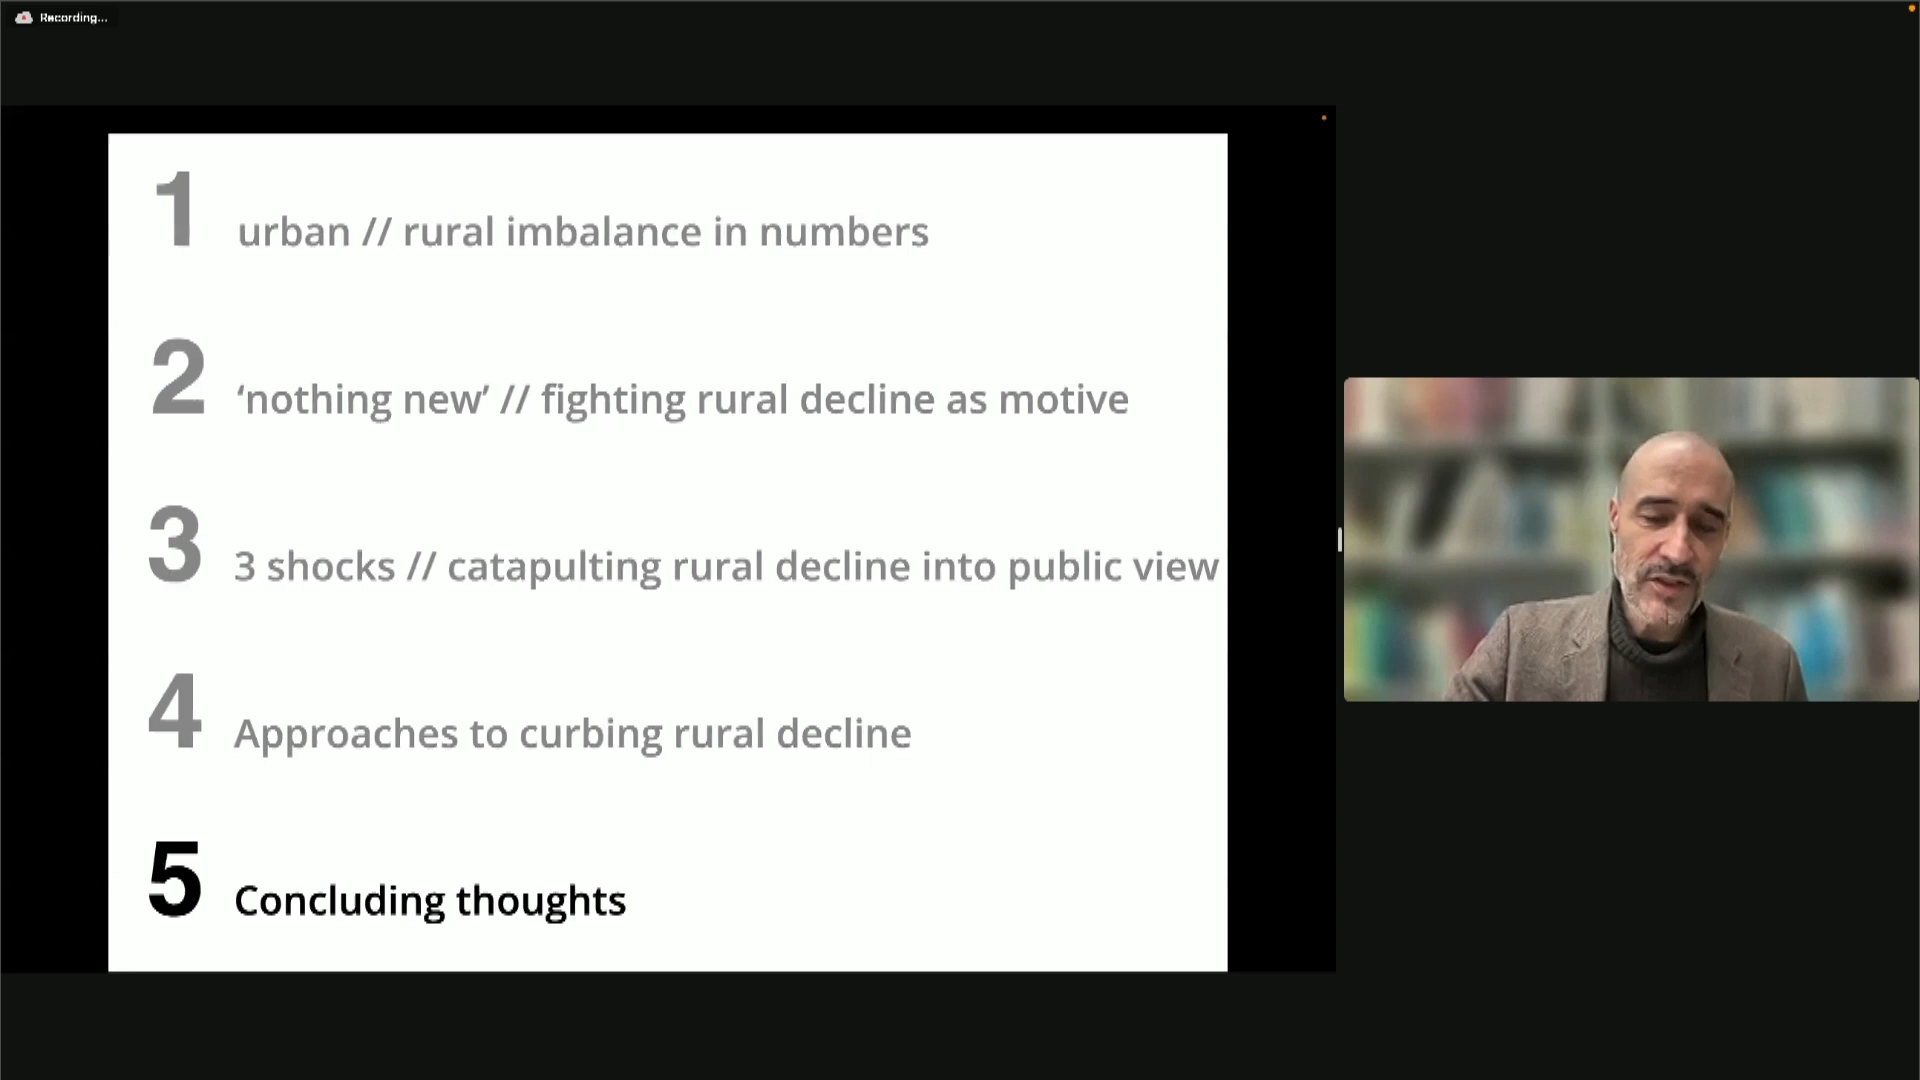 Recording...
1 urban // rural imbalance in numbers
2 ‘nothing new’ // fighting rural decline as motive
3 3 shocks // catapulting rural decline into public view
4 Approaches to curbing rural decline
5 Concluding thoughts